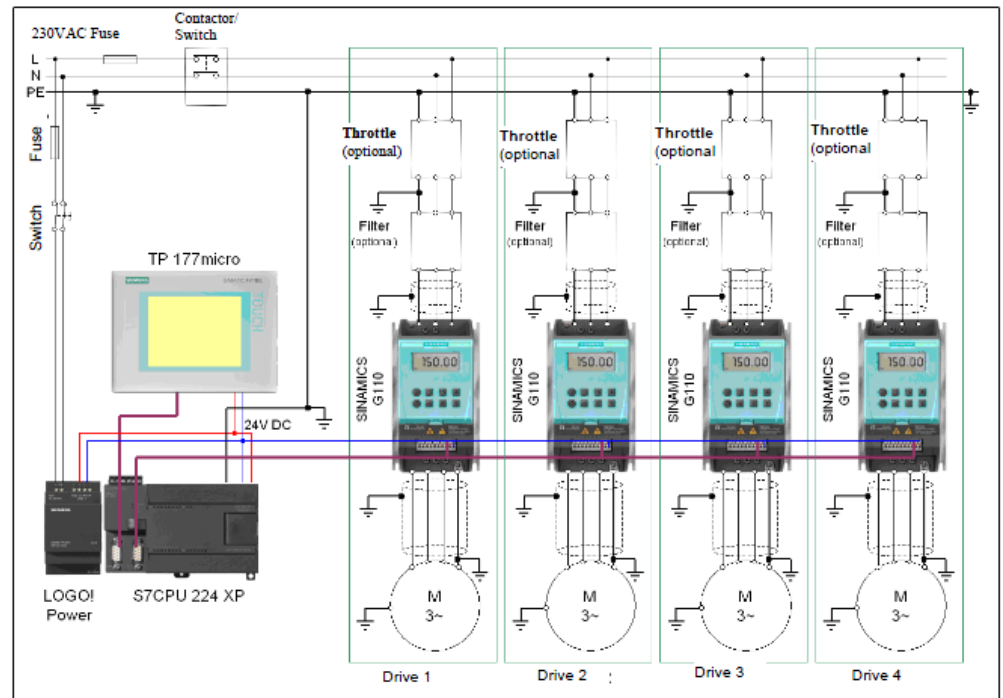 230VAC Fuse
Contactor/
Switch
L
N
PE
Fuse
Switch
Throttle
(optional)
Throttle
(optional
Throttle
(optional
Throttle
(optional
Filter
(optional)
Filter
(optional)
Filter
(optional)
Filter
(optional)
TP 177micro
SIEMENS
TOUCH
SINAMICS
G110
150.00
SINAMICS
G110
150.00
SINAMICS
G110
150.00
SINAMICS
G110
150.00
24V DC
LOGO!
Power
S7CPU 224 XP
M
3~
M
3~
M
3~
M
3~
Drive 1
Drive 2 :
Drive 3
Drive 4